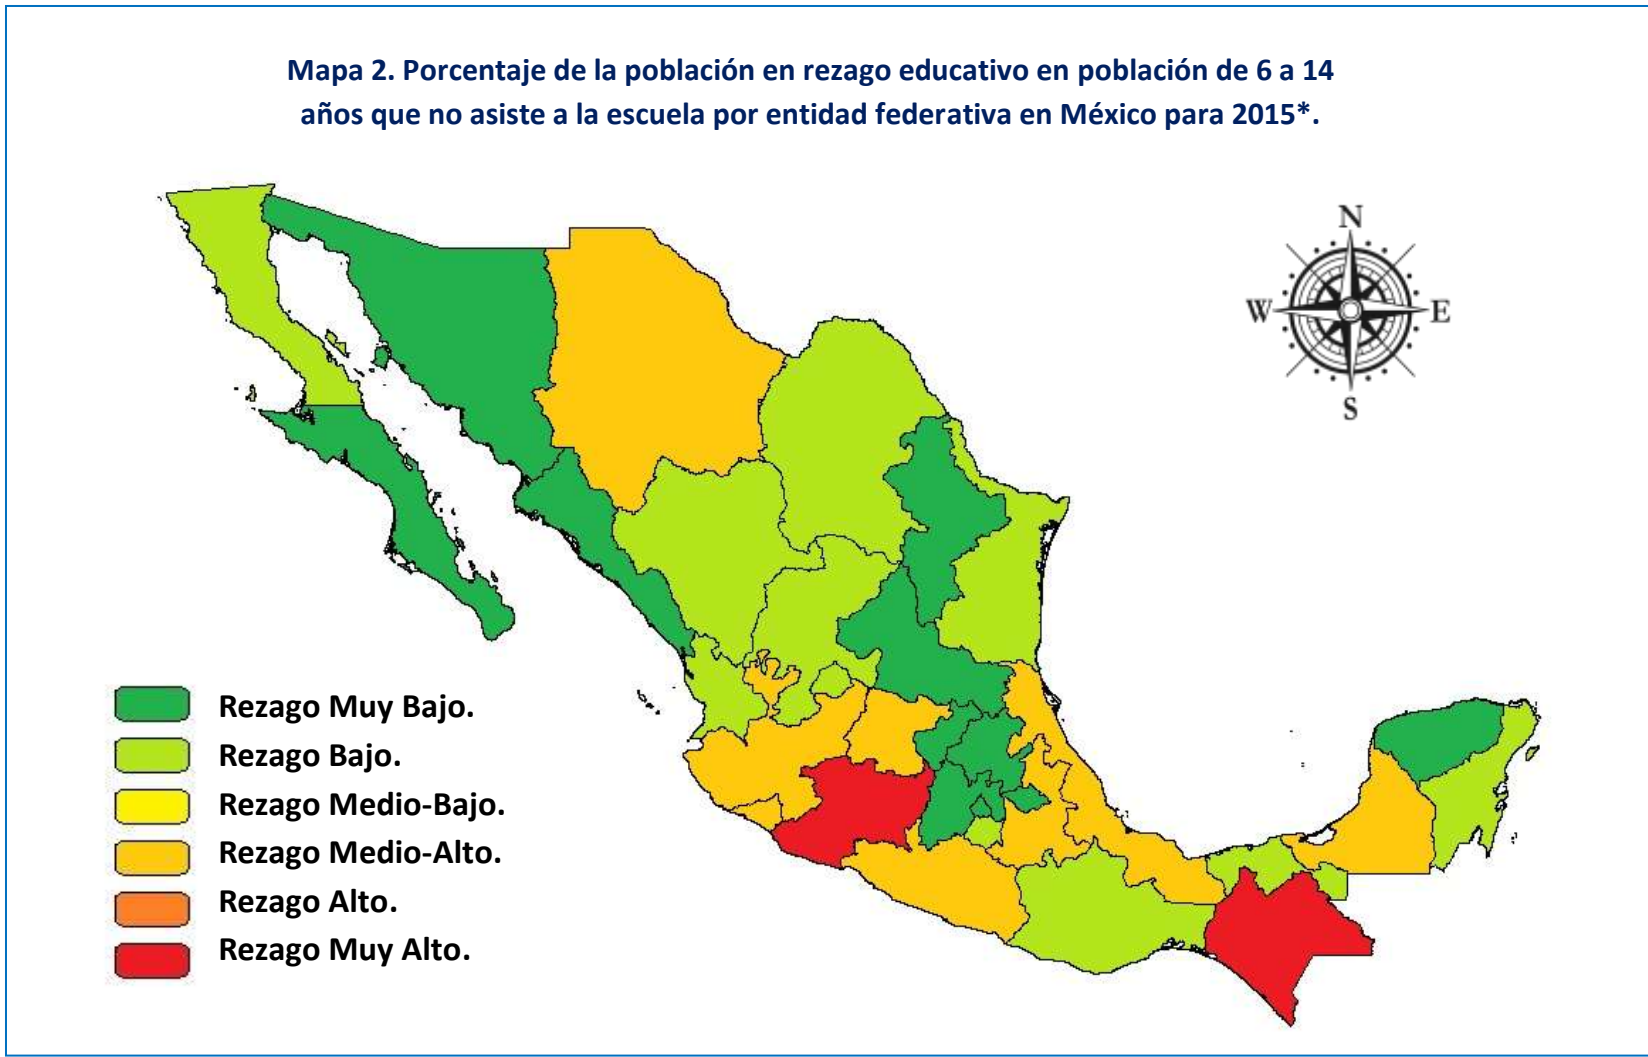 Mapa 2. Porcentaje de la población en rezago educativo en población de 6 a 14
años que no asiste a la escuela por entidad federativa en México para 2015*.
N
W
E
S
Rezago Muy Bajo.
Rezago Bajo.
Rezago Medio-Bajo.
Rezago Medio-Alto.
Rezago Alto.
Rezago Muy Alto.